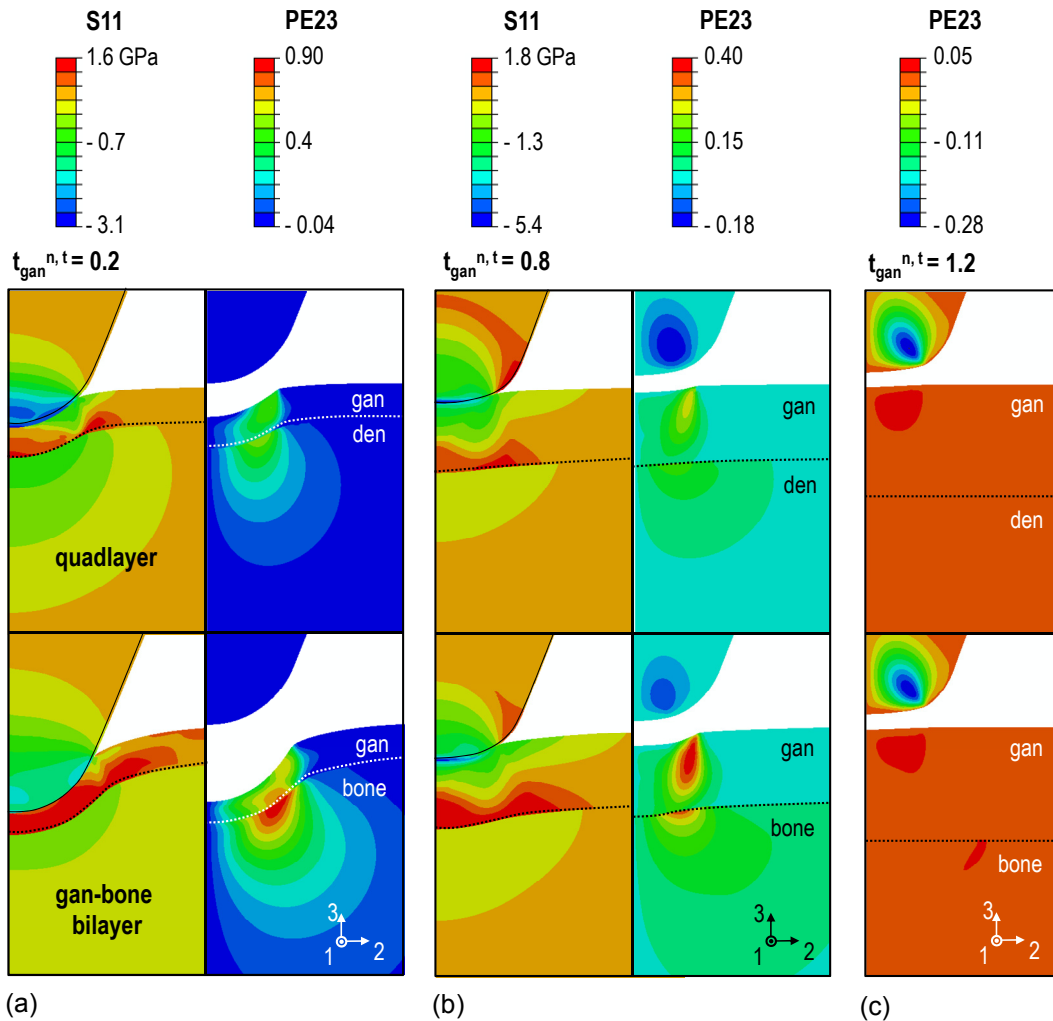 S11 PE23 S11 PE23 PE23
1.6 GPa 0.90 1.8 GPa 0.40 0.05
- 0.7 0.4 - 1.3 0.15 - 0.11
- 3.1 -0.04 - 5.4 - 0.18 - 0.28
tgan n, t = 0.2 tgan n, t = 0.8 tgan n, t = 1.2
gan gan gan
den den den
quadlayer
gan gan gan
bone bone bone
gan-bone
bilayer
3 3 3
1 2 1 2 1 2
(a) (b) (c)